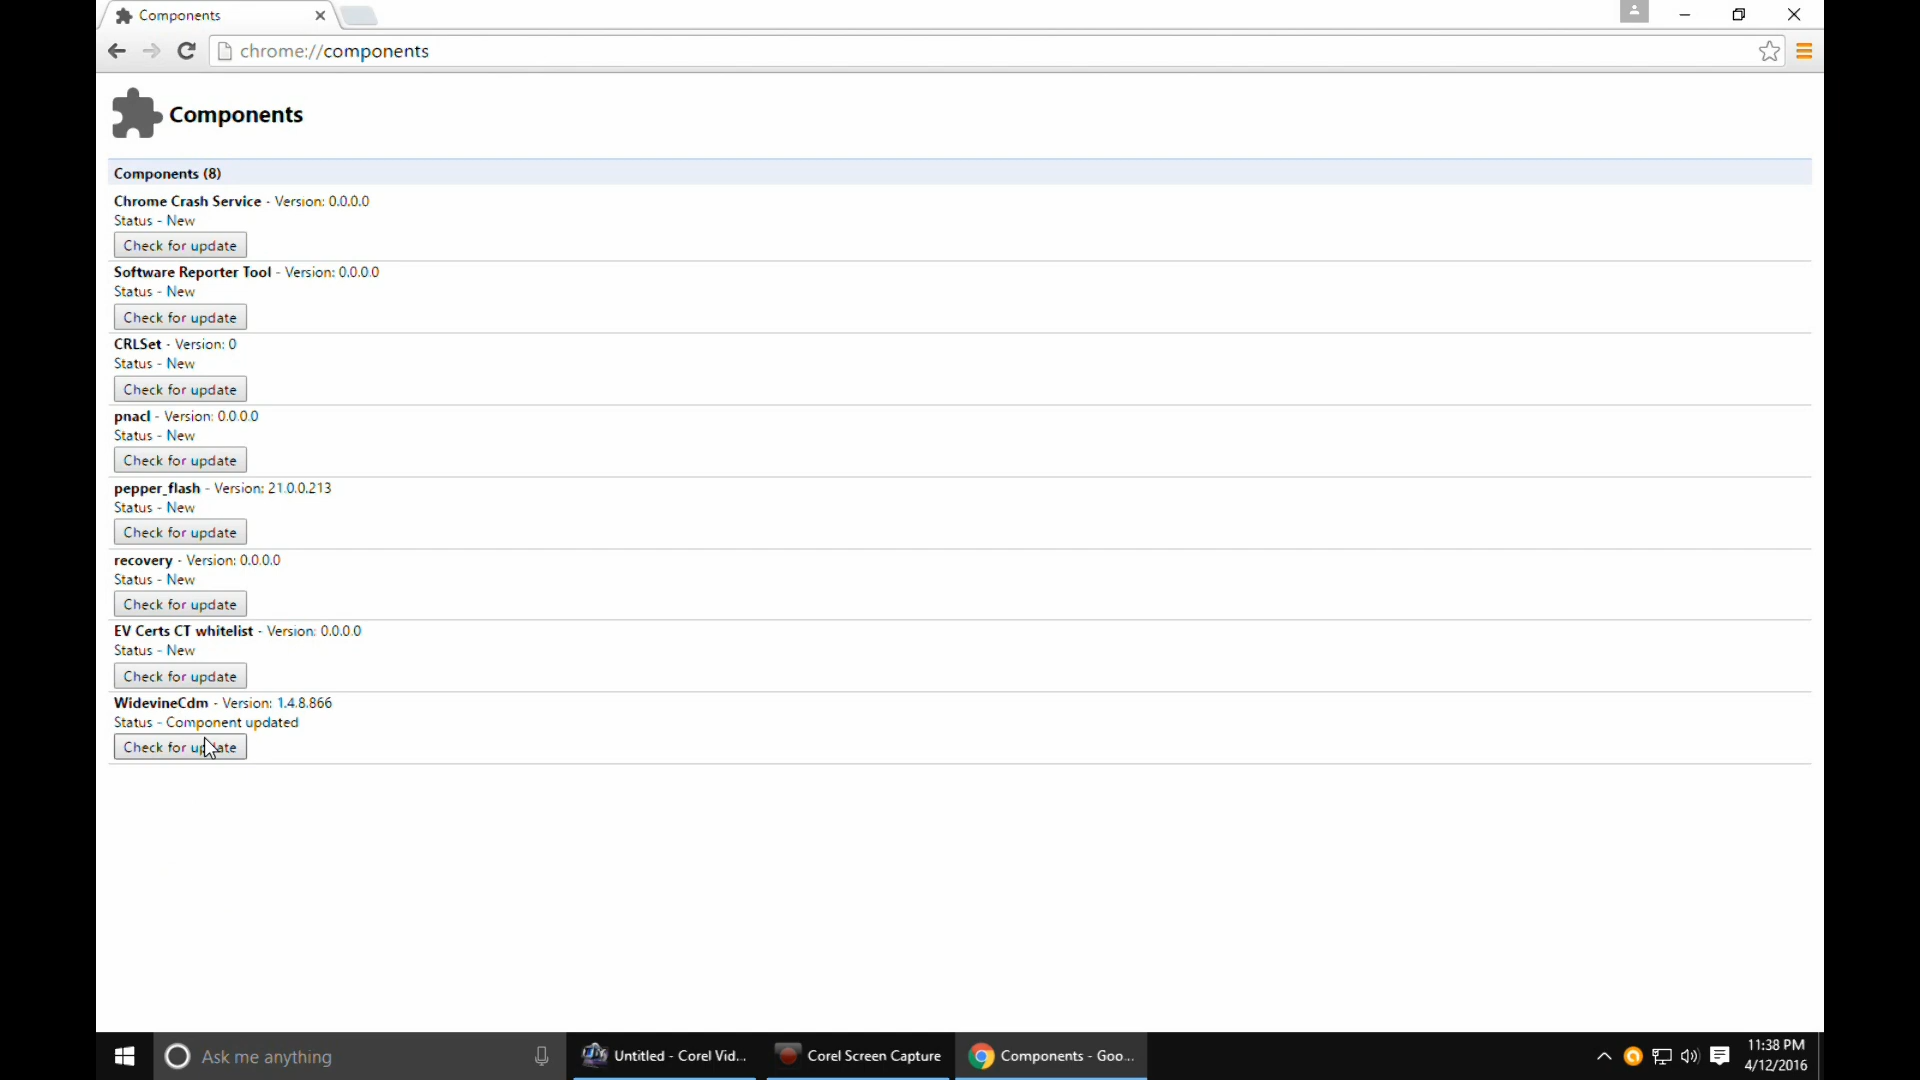 Components
chrome://components
Components
Components (8)
Chrome Crash Service - Version: 0.0.0.0
Status - New
Check for update
Software Reporter Tool - Version: 0.0.0.0
Status - New
Check for update
CRLSet - Version: 0
Status - New
Check for update
pnacl - Version: 0.0.0.0
Status - New
Check for update
pepper_flash - Version: 21.0.0.213
Status - New
Check for update
recovery - Version: 0.0.0.0
Status - New
Check for update
EV Certs CT whitelist - Version: 0.0.0.0
Status - New
Check for update
WidevineCdm - Version: 1.4.8.866
Status - Component updated
Check for update
Ask me anything
Untitled - Corel Vid...
Corel Screen Capture
Components - Goo...
11:38 PM
4/12/2016